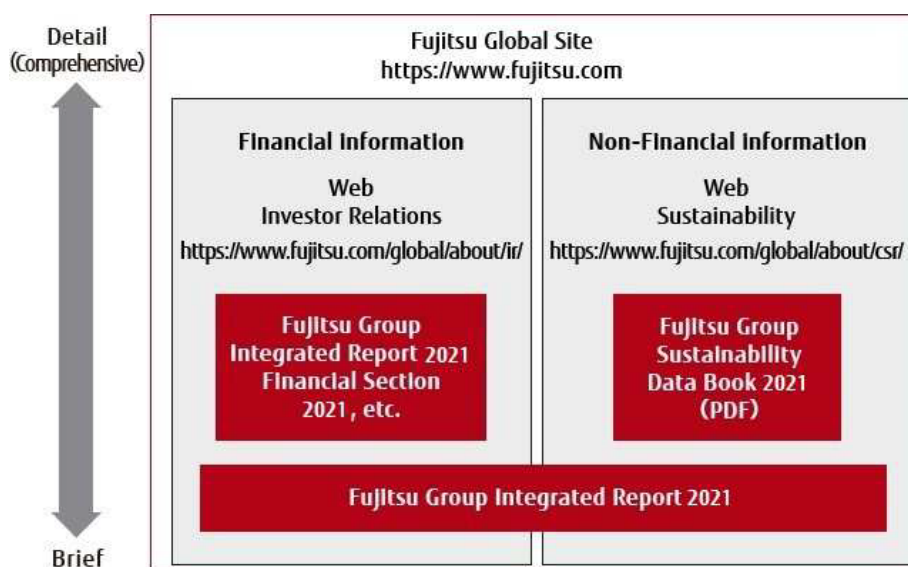 Detail
(Comprehensive)
Brief
Fujitsu Global Site
https://www.fujitsu.com
Financial Information
Web
Investor Relations
https://www.fujitsu.com/global/about/ir/
Fujitsu Group
Integrated Report 2021
Financial Section
2021, etc.
Non-Financial Information
Web
Sustainability
https://www.fujitsu.com/global/about/csr/
Fujitsu Group
Sustainability
Data Book 2021
(PDF)
Fujitsu Group Integrated Report 2021